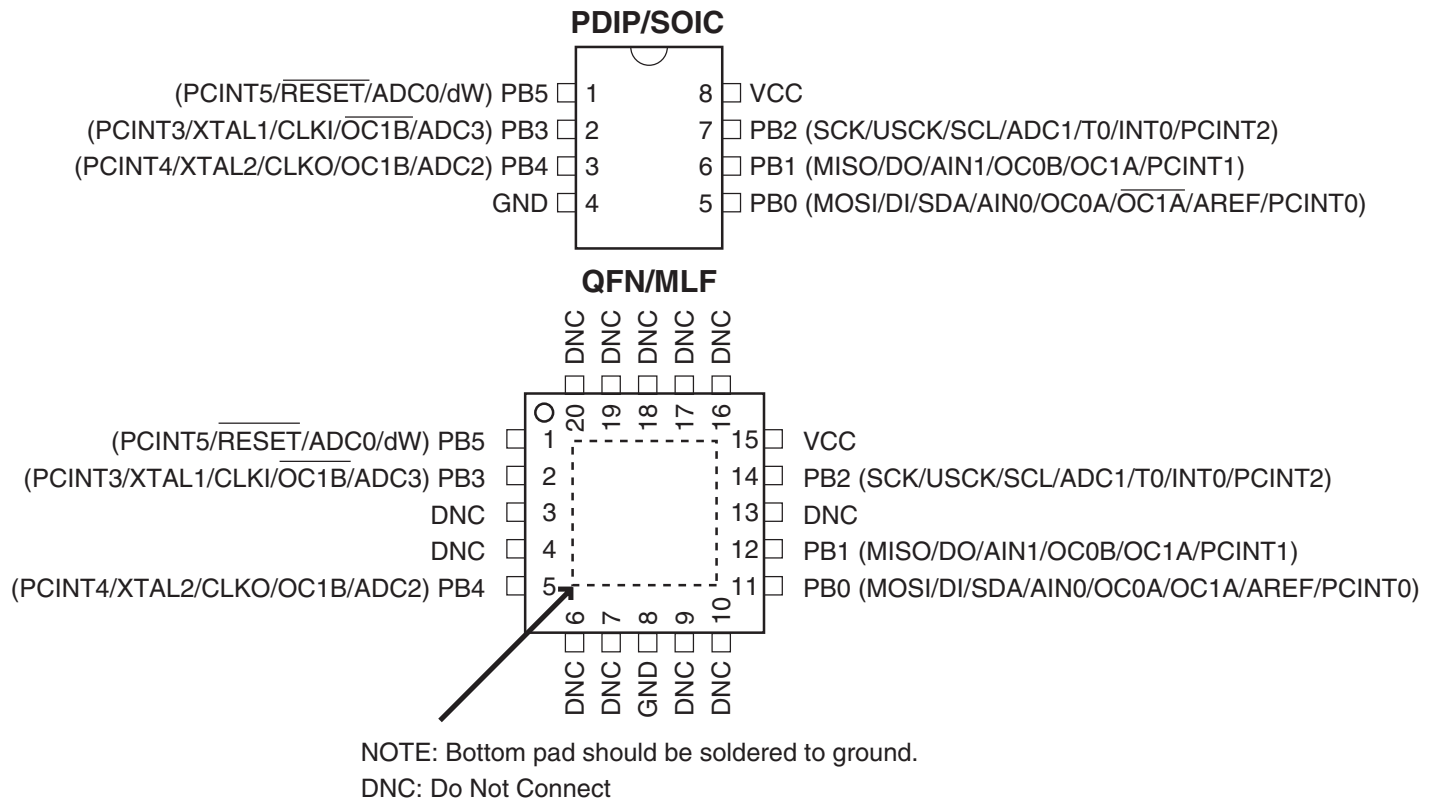 PDIP/SOIC
(PCINT5/RESET/ADC0/dW) PB5 1 8 VCC
(PCINT3/XTAL1/CLKI/OC1B/ADC3) PB3 2 7 PB2 (SCK/USCK/SCL/ADC1/T0/INT0/PCINT2)
(PCINT4/XTAL2/CLKO/OC1B/ADC2) PB4 3 6 PB1 (MISO/DO/AIN1/OC0B/OC1A/PCINT1)
GND 4 5 PB0 (MOSI/DI/SDA/AIN0/OC0A/OC1A/AREF/PCINT0)
QFN/MLF
DNC DNC DNC DNC DNC
20 19 18 17 16
(PCINT5/RESET/ADC0/dW) PB5 1 15 VCC
(PCINT3/XTAL1/CLKI/OC1B/ADC3) PB3 2 14 PB2 (SCK/USCK/SCL/ADC1/T0/INT0/PCINT2)
DNC 3 13 DNC
DNC 4 12 PB1 (MISO/DO/AIN1/OC0B/OC1A/PCINT1)
(PCINT4/XTAL2/CLKO/OC1B/ADC2) PB4 5 11 PB0 (MOSI/DI/SDA/AIN0/OC0A/OC1A/AREF/PCINT0)
6 7 8 9 10
DNC DNC GND DNC DNC
NOTE: Bottom pad should be soldered to ground.
DNC: Do Not Connect